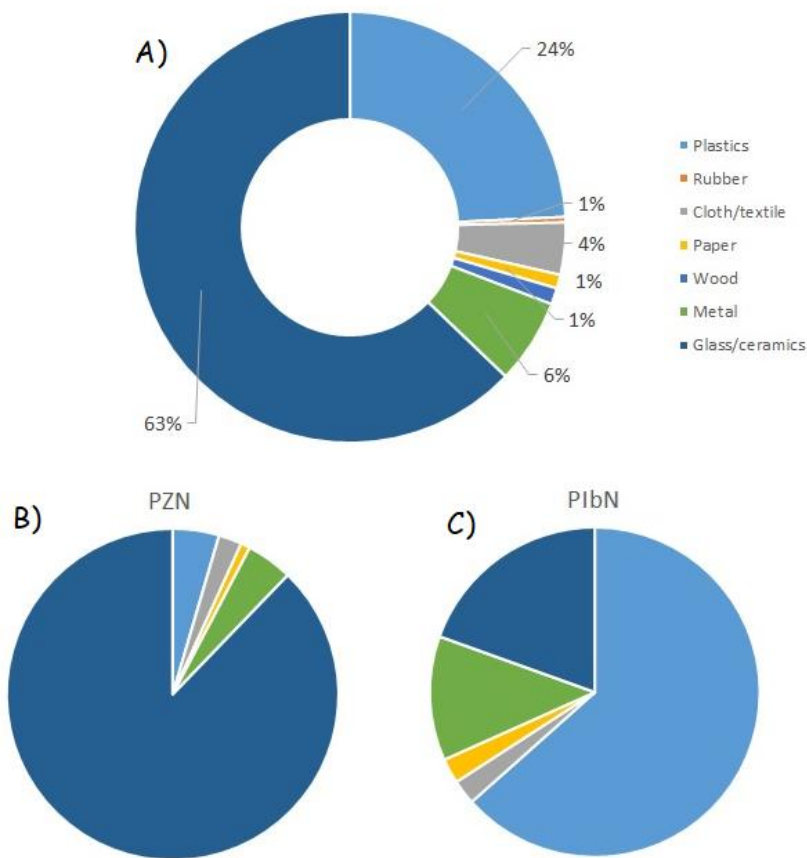 A)
24%
1%
4%
1%
1%
6%
63%
Plastics
Rubber
Cloth/textile
Paper
Wood
Metal
Glass/ceramics
B)
PZN
C)
PIbN